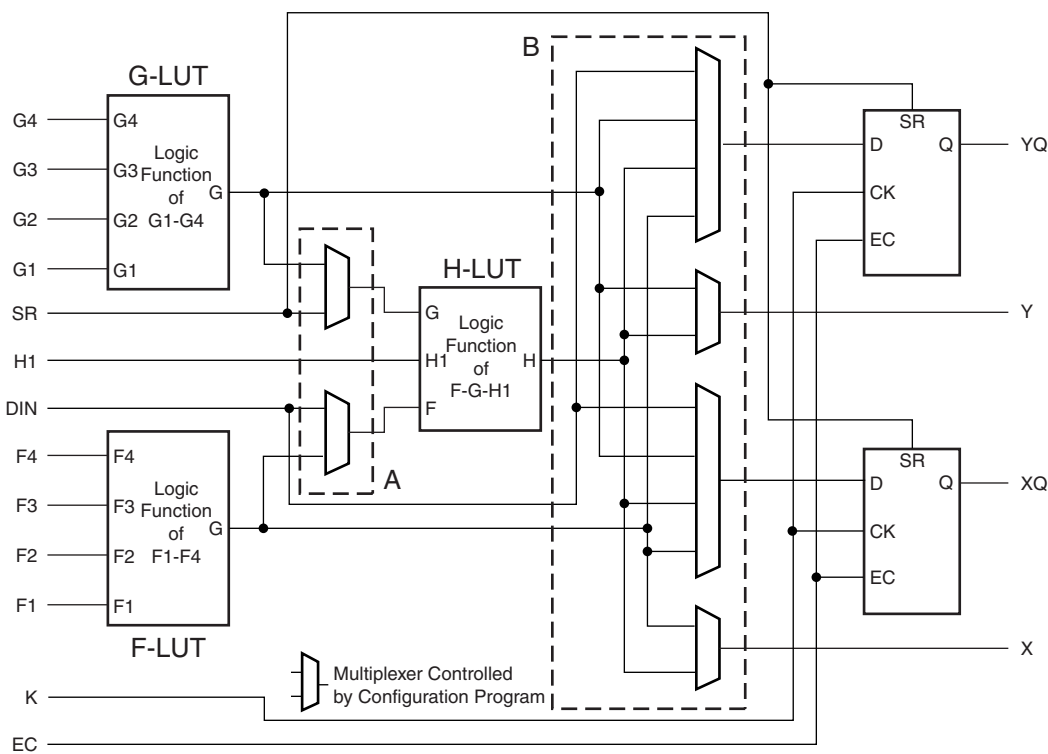 B
G-LUT
G4
G3
G2
G1
G4
G3
G2
G1
Logic
Function
of
G1-G4
G
SR
H1
DIN
H-LUT
G
H1
F
Logic
Function
of
F-G-H1
H
A
F4
F3
F2
F1
F4
F3
F2
F1
Logic
Function
of
F1-F4
G
F-LUT
K
EC
Multiplexer Controlled
by Configuration Program
SR
D
CK
EC
Q
YQ
Y
SR
D
CK
EC
Q
XQ
X